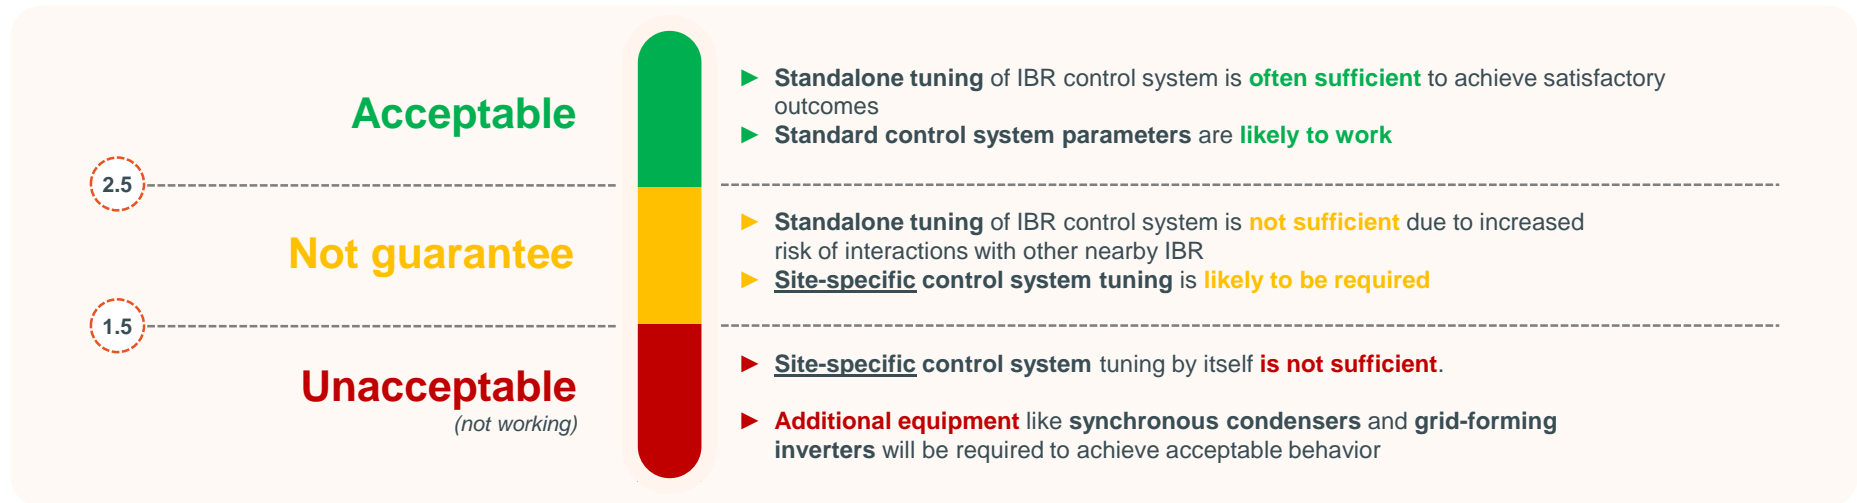 Acceptable
► Standalone tuning of IBR control system is often sufficient to achieve satisfactory
outcomes
► Standard control system parameters are likely to work
2.5
Not guarantee
► Standalone tuning of IBR control system is not sufficient due to increased
risk of interactions with other nearby IBR
► Site-specific control system tuning is likely to be required
1.5
Unacceptable
(not working)
► Site-specific control system tuning by itself is not sufficient.
► Additional equipment like synchronous condensers and grid-forming
inverters will be required to achieve acceptable behavior